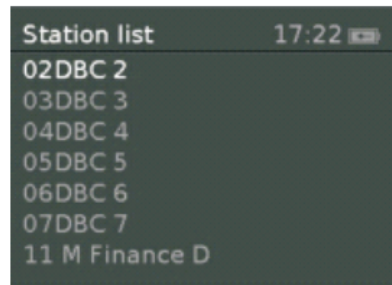 Station list 17:22
02DBC 2
03DBC 3
04DBC 4
05DBC 5
06DBC 6
07DBC 7
11 M Finance D